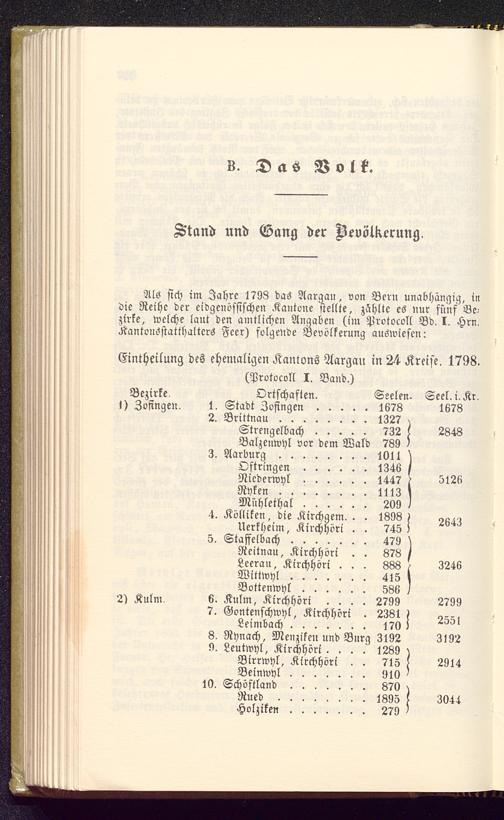 B. Das Volk.
Stand und Gang der Bevölkerung.
Als sich im Jahre 1798 das Aargau, von Bern unabhängig, in
die Reihe der eidgenössischen Kantone stellte, zählte es nur fünf Be-
zirke, welche laut den amtlichen Angaben (im Protocoll Bd. I. Hrn.
Kantonsstatthalters Feer) folgende Bevölkerung auswiesen:
Eintheilung des ehemaligen Kantons Aargau in 24 Kreise. 1798.
(Protocoll I. Band.)
Bezirke. Ortschaften. Seelen. Seel. i. Kr.
1) Zofingen. 1. Stadt Zofingen . . . . . 1678 1678
2. Brittnau . . . . . . . 1327
Strengelbach . . . . . 732 2848
Balzenwyl vor dem Wald 789
3. Aarburg . . . . . . . . 1011
Oftringen . . . . . . 1346
Niederwyl . . . . . . 1447 5126
Ryken . . . . . . . . 1113
Mühlethal . . . . . . 209
4. Kölliken, die Kirchgem. . . 1898 2643
Uerkheim, Kirchhöri . . 745
5. Staffelbach . . . . . . . 479
Reitnau, Kirchhöri . . 878
Leerau, Kirchhöri . . . 888 3246
Wittwyl . . . . . . . 415
Bottenwyl . . . . . . 586
2) Kulm. 6. Kulm, Kirchhöri . . . . 2799 2799
7. Gontenschwyl, Kirchhöri . 2381 2551
Leimbach . . . . . . . 170
8. Rynach, Menziken und Burg 3192 3192
9. Leutwyl, Kirchhöri . . . . 1289
Birrwyl, Kirchhöri . . 715 2914
Beinwyl . . . . . . . 910
10. Schöftland . . . . . . . 870
Rued . . . . . . . . 1895 3044
Holziken . . . . . . . 279